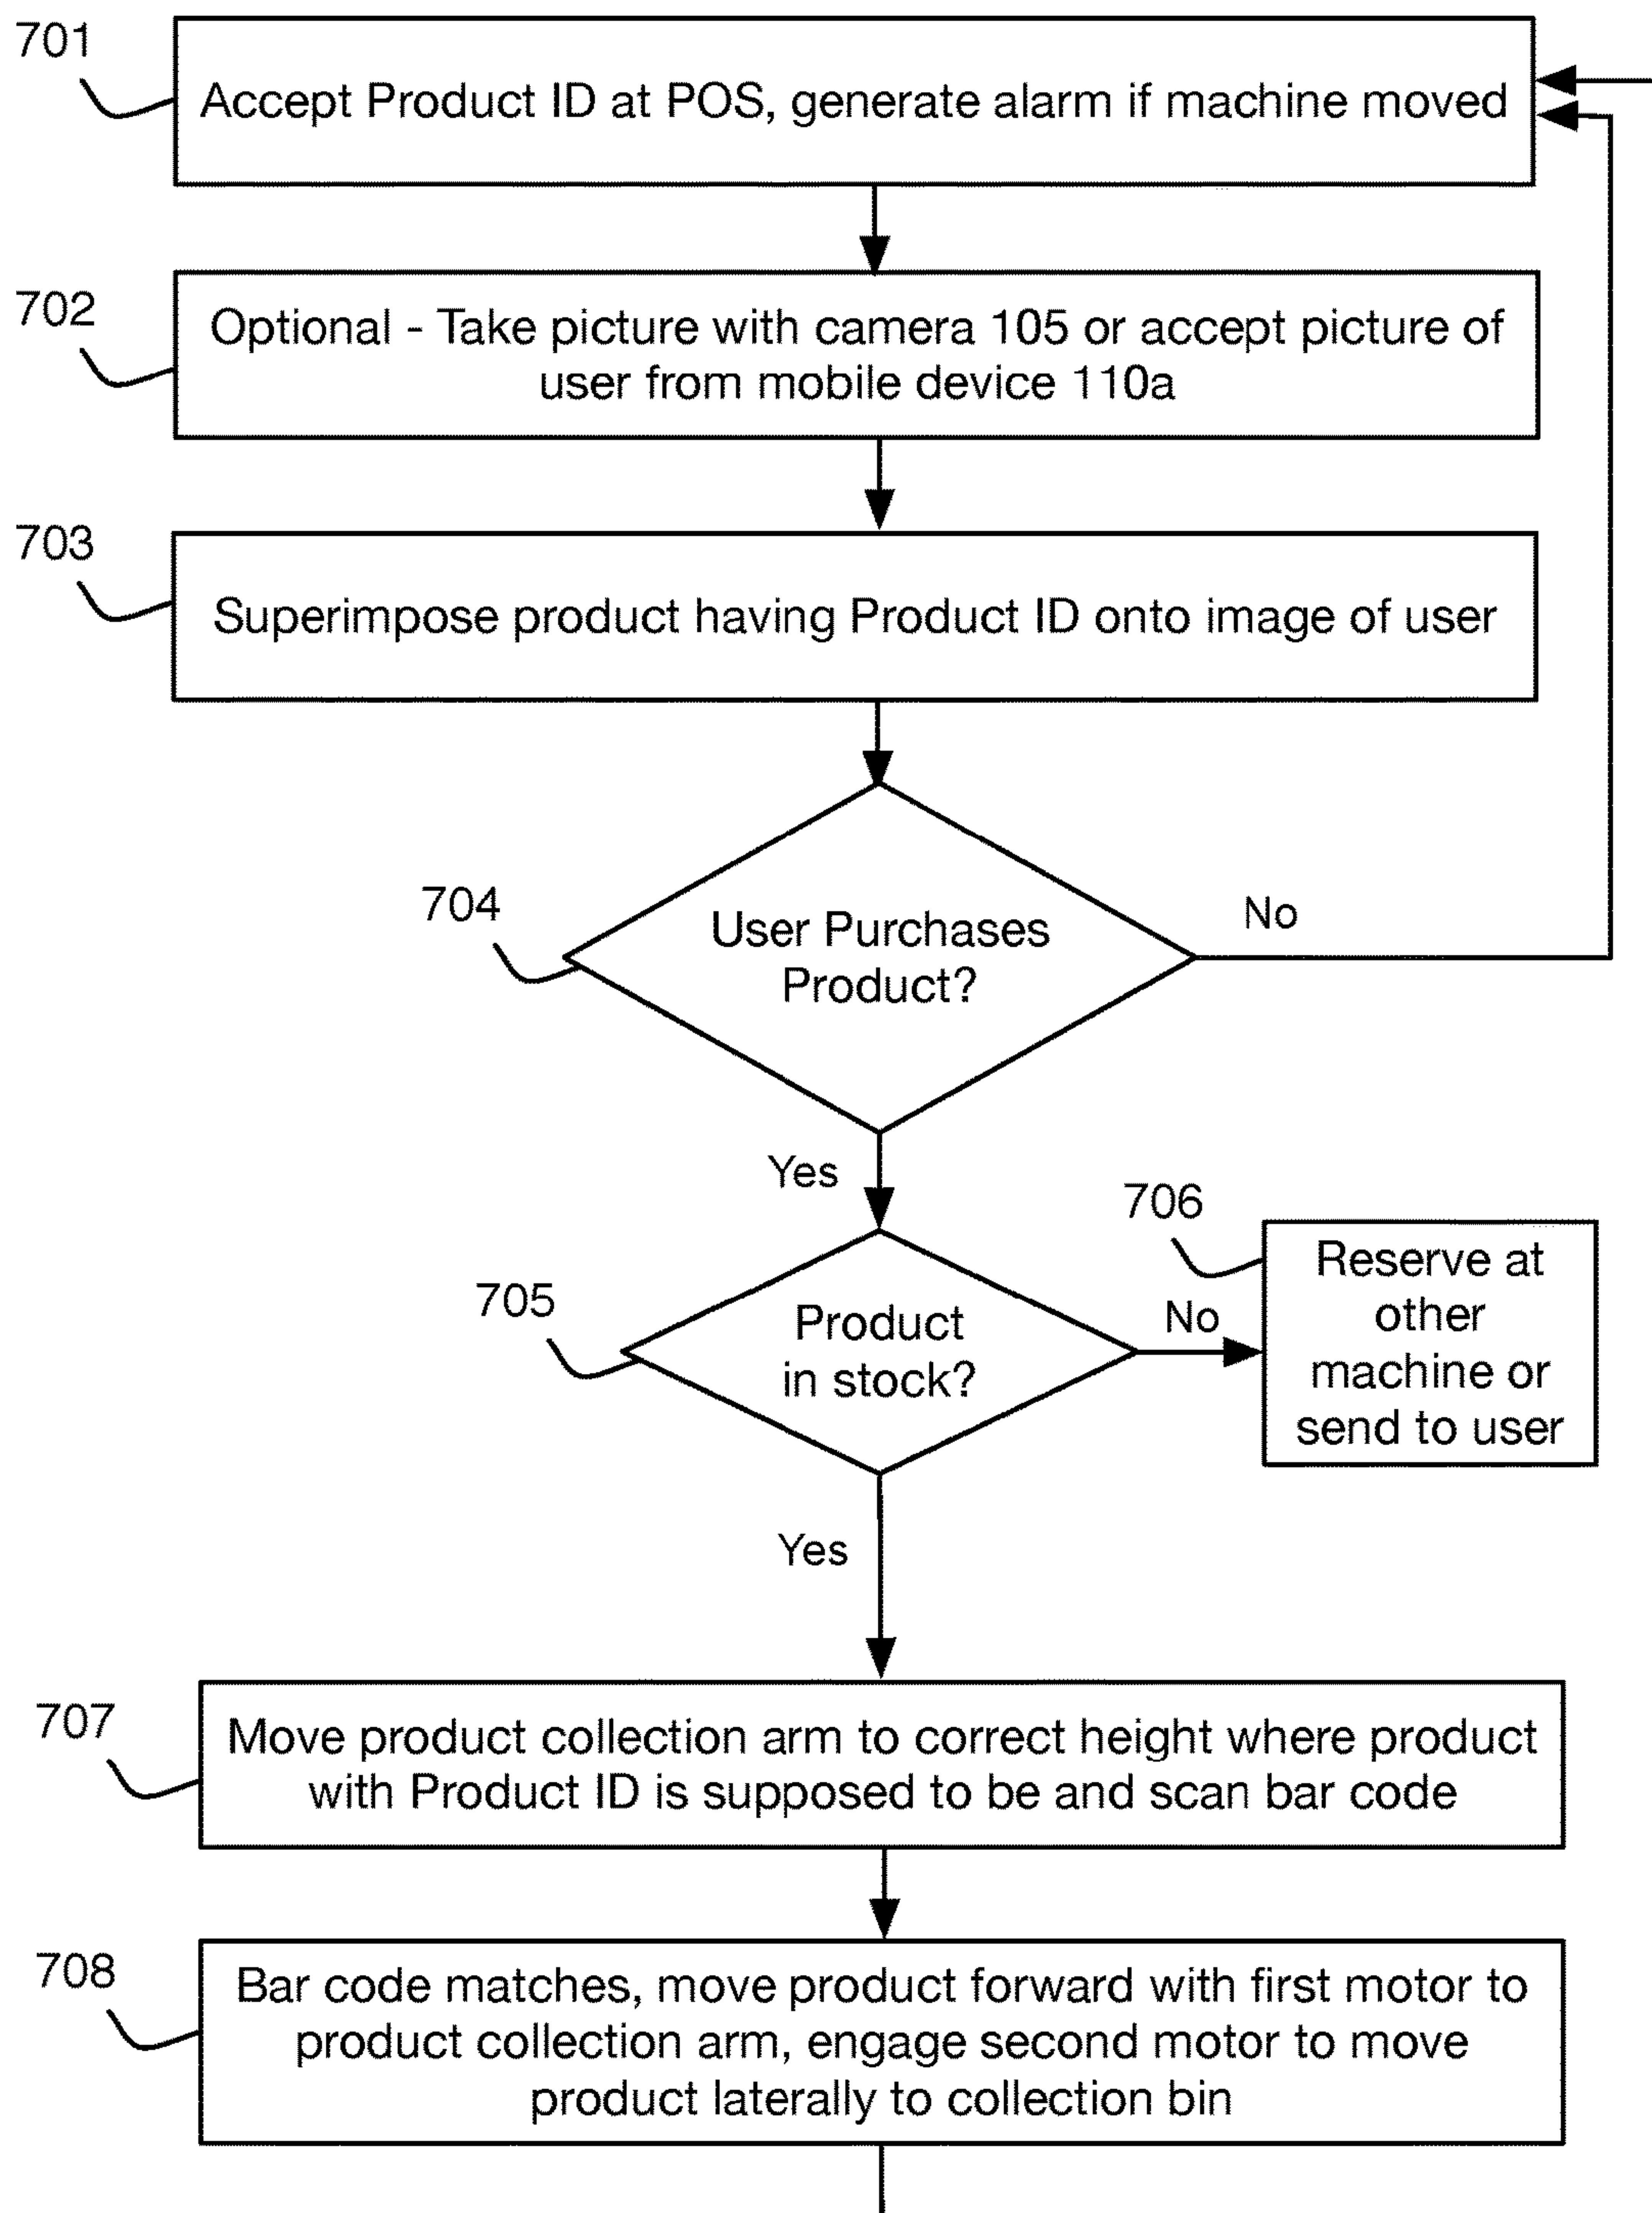 701
Accept Product ID at POS, generate alarm if machine moved
702
Optional - Take picture with camera 105 or accept picture of
user from mobile device 110a
703
Superimpose product having Product ID onto image of user
704
User Purchases
Product?
No
Yes
705
Product
in stock?
No
706
Reserve at
other
machine or
send to user
Yes
707
Move product collection arm to correct height where product
with Product ID is supposed to be and scan bar code
708
Bar code matches, move product forward with first motor to
product collection arm, engage second motor to move
product laterally to collection bin